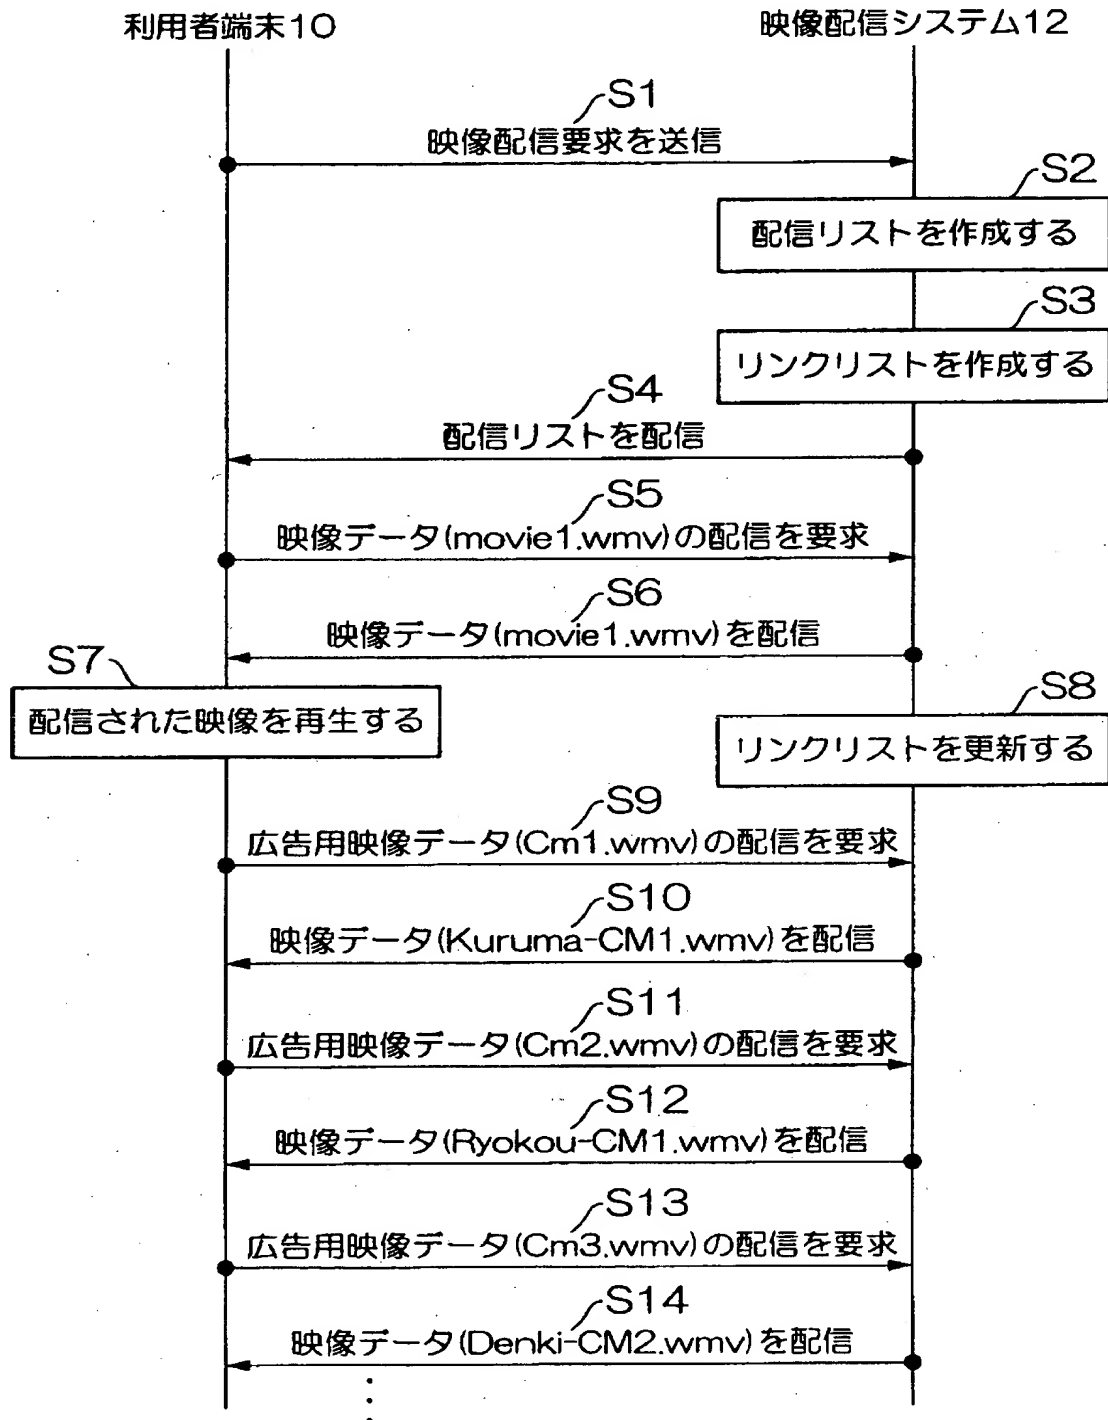 利用者端末10
映像配信システム12
S1
映像配信要求を送信
S2
配信リストを作成する
S3
リンクリストを作成する
S4
配信リストを配信
S5
映像データ(movie1.wmv)の配信を要求
S6
映像データ(movie1.wmv)を配信
S7
配信された映像を再生する
S8
リンクリストを更新する
S9
広告用映像データ(Cm1.wmv)の配信を要求
S10
映像データ(Kuruma-CM1.wmv)を配信
S11
広告用映像データ(Cm2.wmv)の配信を要求
S12
映像データ(Ryokou-CM1.wmv)を配信
S13
広告用映像データ(Cm3.wmv)の配信を要求
S14
映像データ(Denki-CM2.wmv)を配信